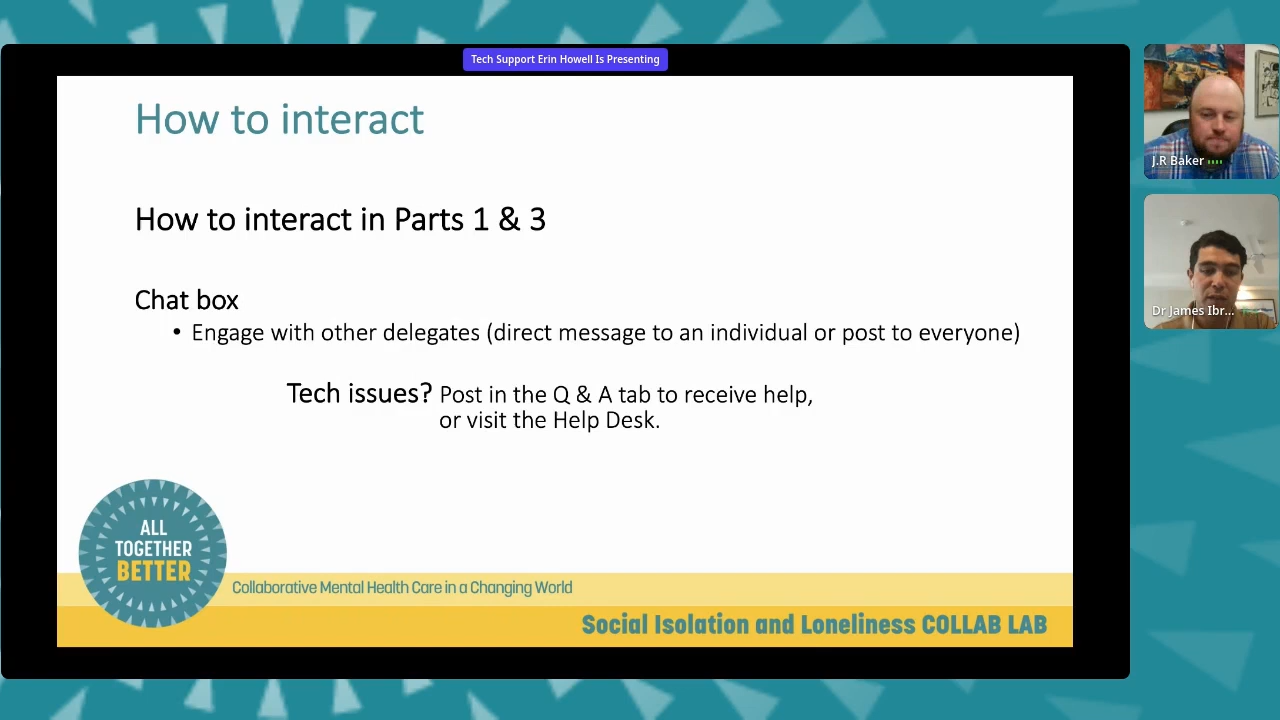 Tech Support Erin Howell Is Presenting
How to interact
How to interact in Parts 1 & 3
Chat box
• Engage with other delegates (direct message to an individual or post to everyone)
Tech issues? Post in the Q & A tab to receive help,
or visit the Help Desk.
ALL
TOGETHER
BETTER
Collaborative Mental Health Care in a Changing World
Social Isolation and Loneliness COLLAB LAB
J.R Baker
Dr James Ibr...